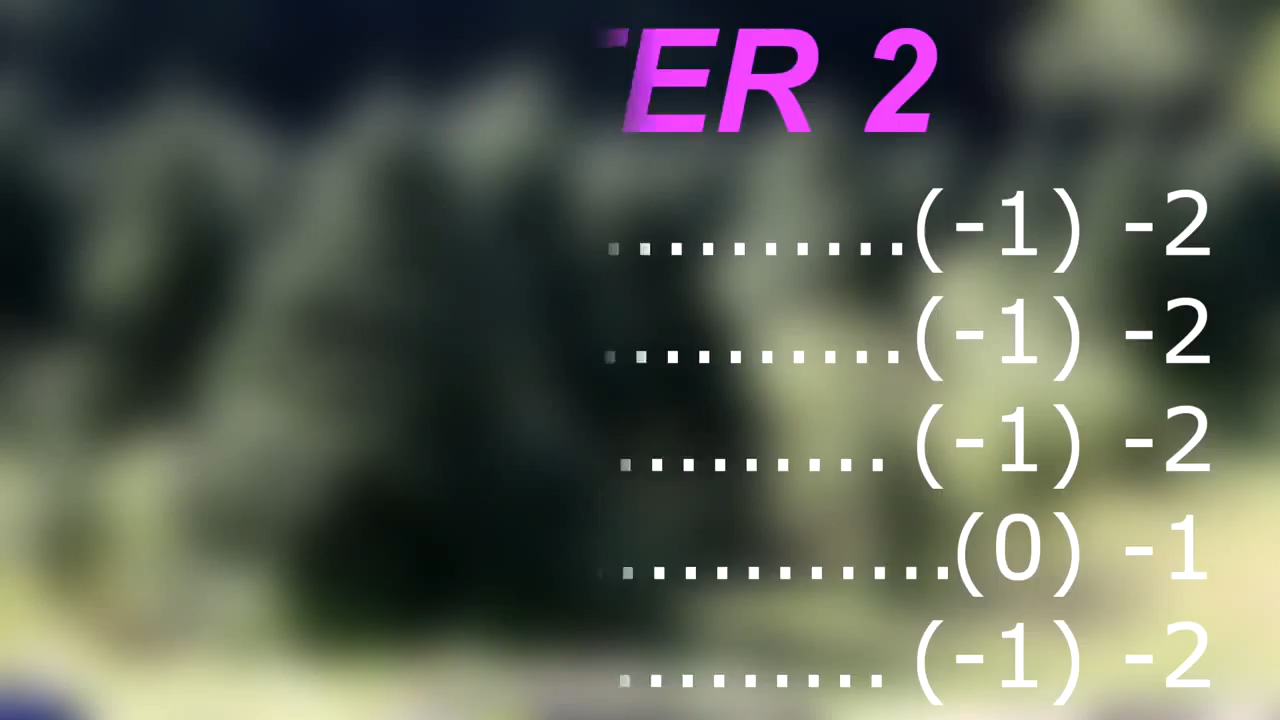 ER 2
..........(-1) -2
..........(-1) -2
......... (-1) -2
...........(0) -1
......... (-1) -2